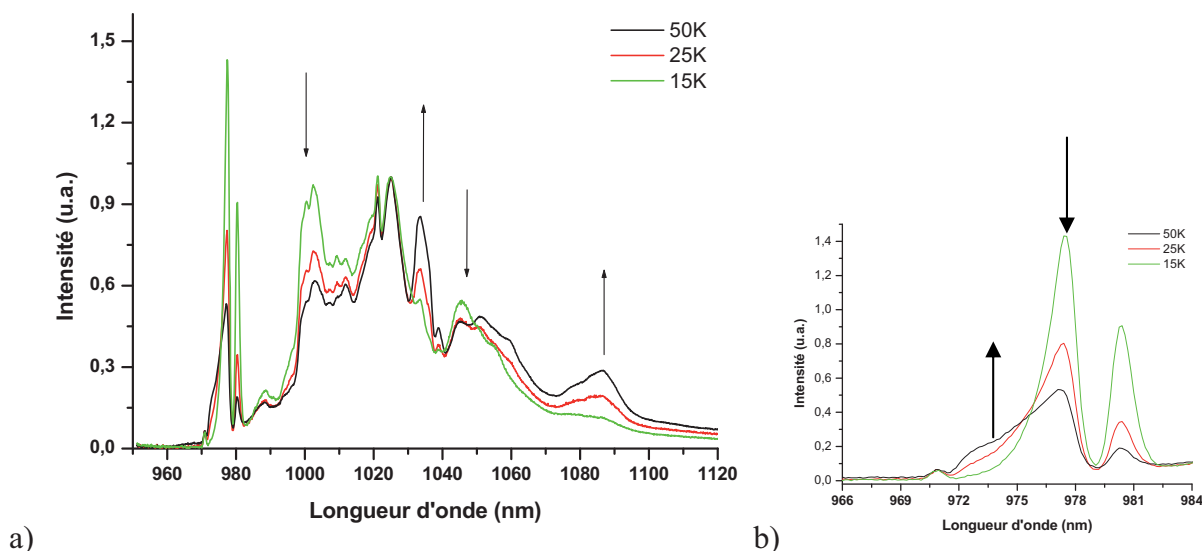 1,5
1,2
0,9
0,6
0,3
0,0
Intensité (u.a.)
960 980 1000 1020 1040 1060 1080 1100 1120
Longueur d'onde (nm)
50K
25K
15K
a)
1,4
1,2
1,0
0,8
0,6
0,4
0,2
0,0
Intensité (u.a.)
966 969 972 975 978 981 984
Longueur d'onde (nm)
50K
25K
15K
b)